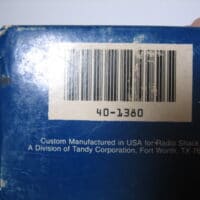 40-1380
Custom Manufactured in USA for Radio Shack
A Division of Tandy Corporation, Fort Worth, TX